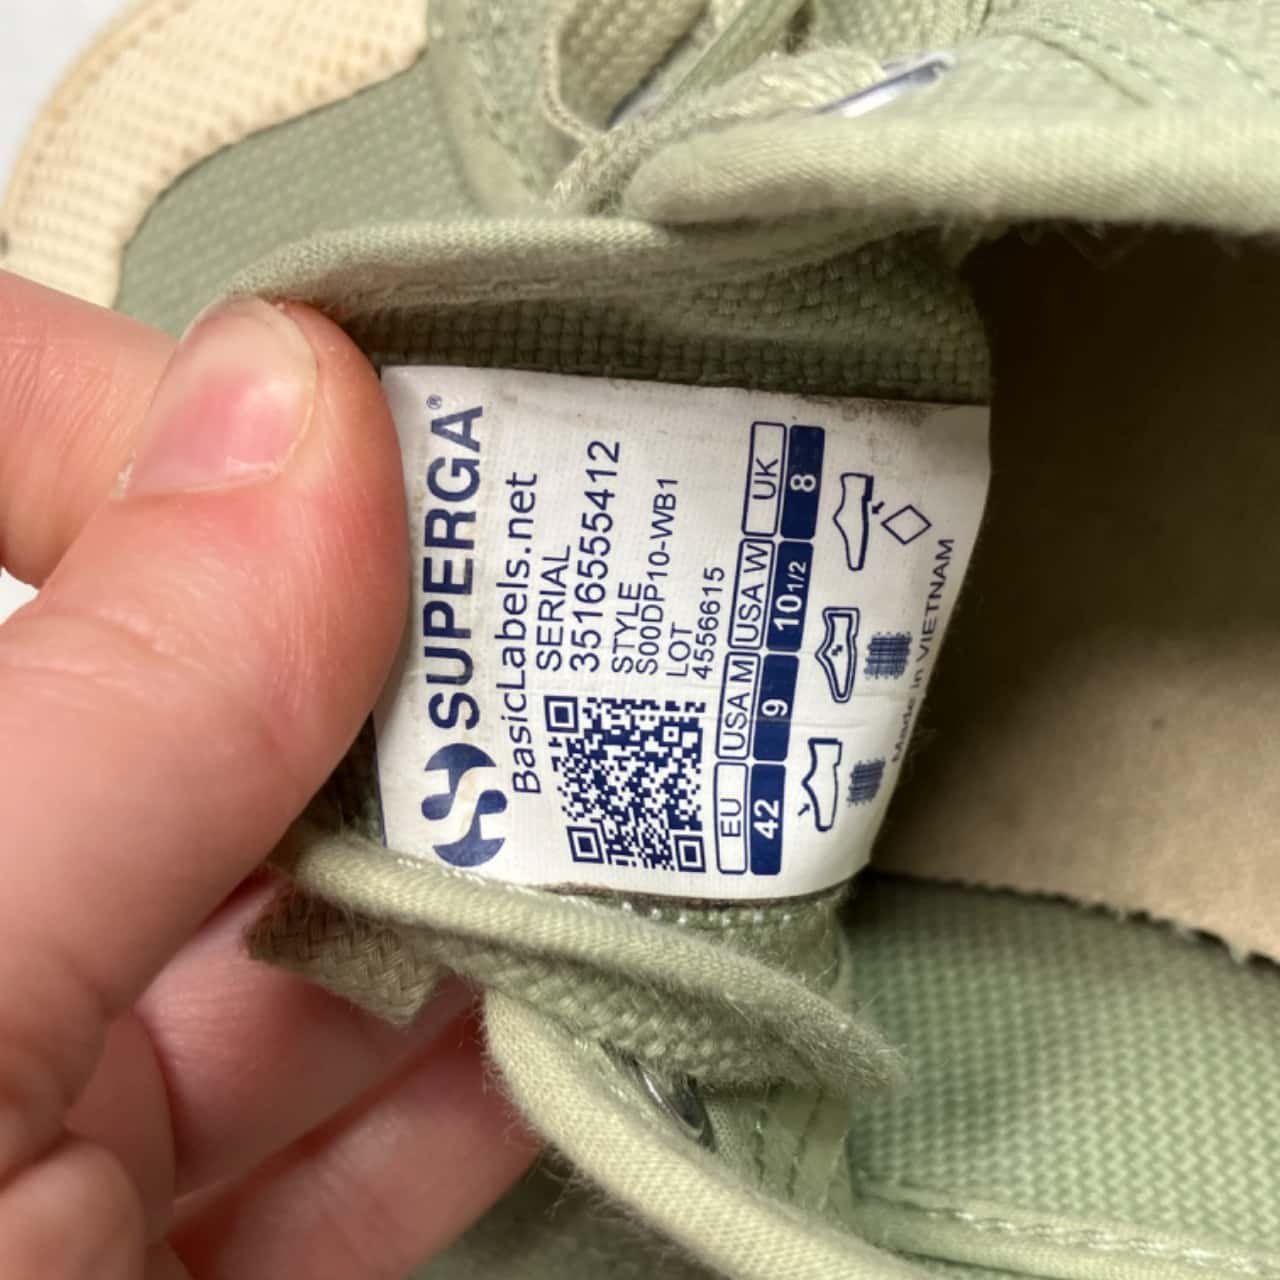 SUPERGA®
BasicLabels.net
SERIAL
3516555412
STYLE
S00DP10-WB1
LOT
4556615
EU USA M USA W UK
42 9 10 1/2 8
Made in VIETNAM